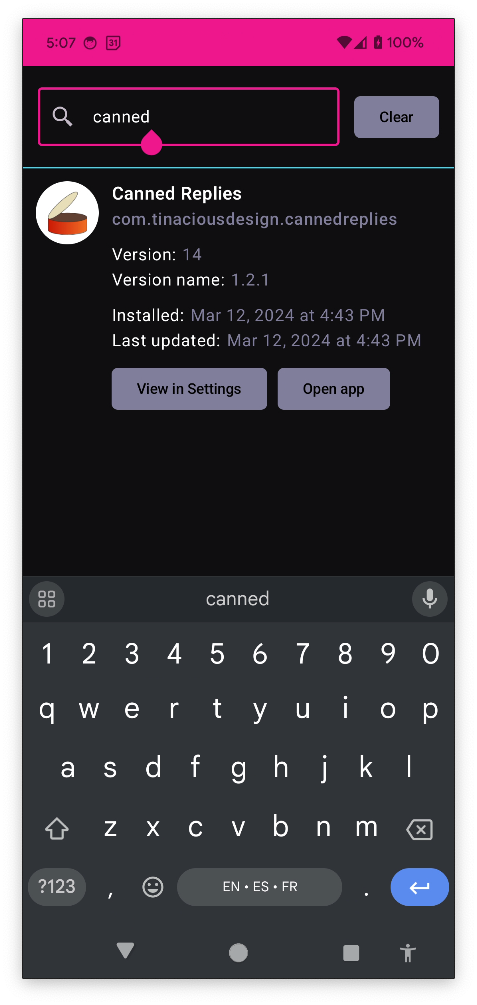 5:07 31 100%
canned Clear
Canned Replies
com.tinaciousdesign.cannedreplies
Version: 14
Version name: 1.2.1
Installed: Mar 12, 2024 at 4:43 PM
Last updated: Mar 12, 2024 at 4:43 PM
View in Settings Open app
canned
1 2 3 4 5 6 7 8 9 0
q w e r t y u i o p
a s d f g h j k l
z x c v b n m
?123 , EN • ES • FR .